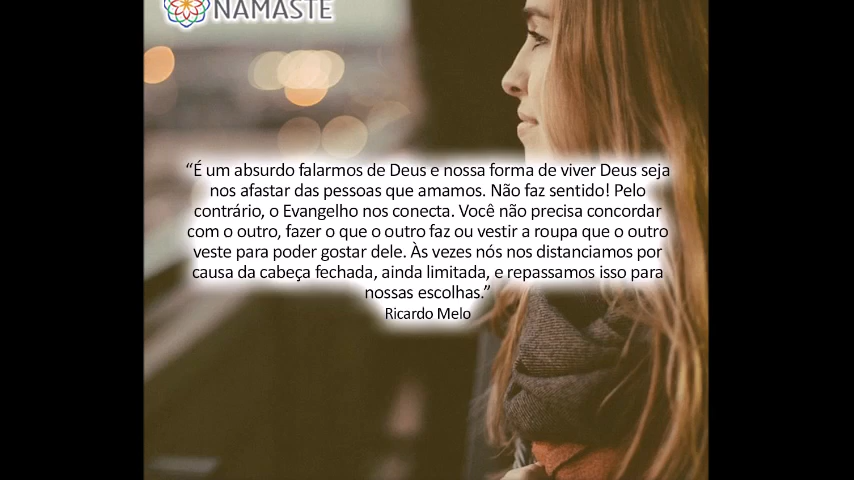 NAMASTÉ
“É um absurdo falarmos de Deus e nossa forma de viver Deus seja
nos afastar das pessoas que amamos. Não faz sentido! Pelo
contrário, o Evangelho nos conecta. Você não precisa concordar
com o outro, fazer o que o outro faz ou vestir a roupa que o outro
veste para poder gostar dele. Às vezes nós nos distanciamos por
causa da cabeça fechada, ainda limitada, e repassamos isso para
nossas escolhas.”
Ricardo Melo